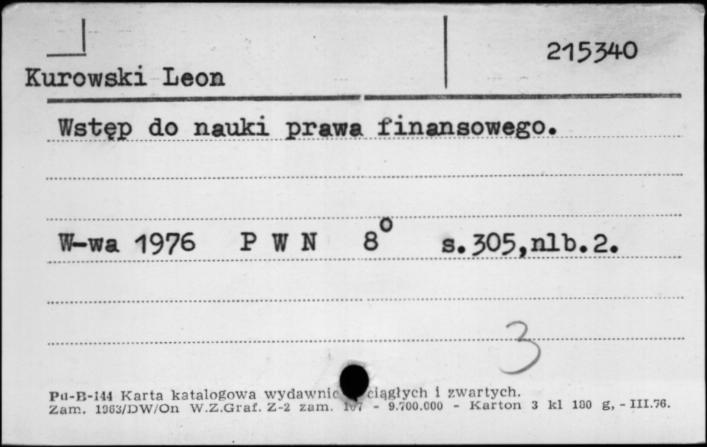 215340
Kurowski Leon
Wstęp do nauki prawa finansowego.
W-wa 1976 P W N 8° s.305,nlb.2.
3
Pu-B-144 Karta katalogowa wydawnic ciągłych i zwartych.
Zam. 1963/DW/On W.Z.Graf. Z-2 zam. - 9.700.000 - Karton 3 kl 180 g, - III.76.